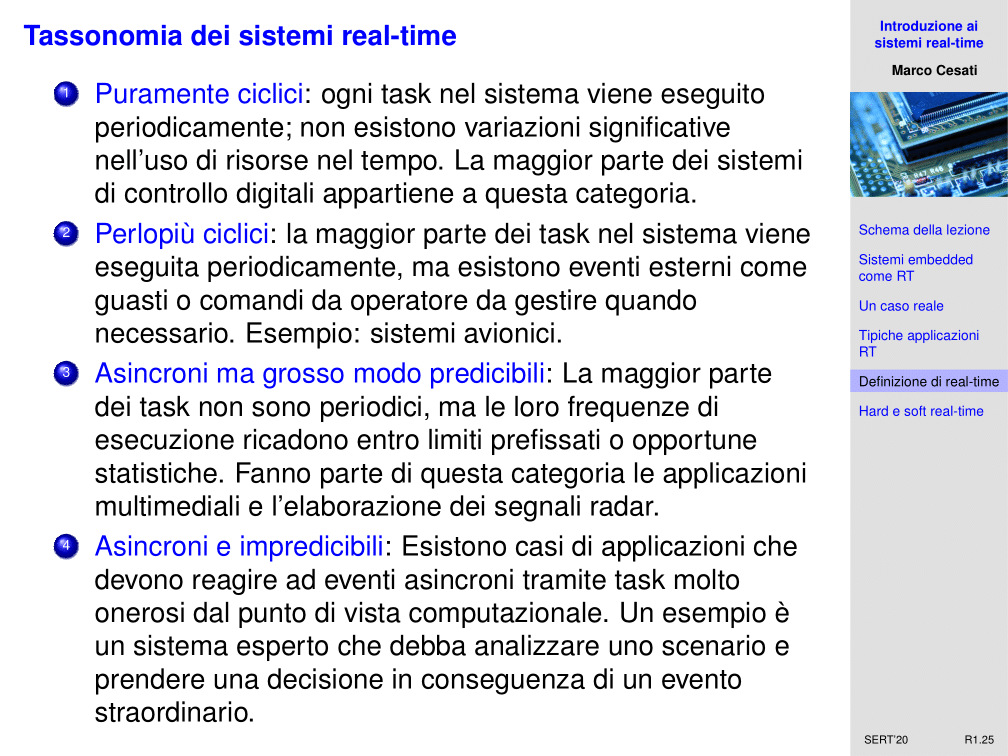 Tassonomia dei sistemi real-time
1 Puramente ciclici: ogni task nel sistema viene eseguito
periodicamente; non esistono variazioni significative
nell'uso di risorse nel tempo. La maggior parte dei sistemi
di controllo digitali appartiene a questa categoria.
2 Perlopiù ciclici: la maggior parte dei task nel sistema viene
eseguita periodicamente, ma esistono eventi esterni come
guasti o comandi da operatore da gestire quando
necessario. Esempio: sistemi avionici.
3 Asincroni ma grosso modo predicibili: La maggior parte
dei task non sono periodici, ma le loro frequenze di
esecuzione ricadono entro limiti prefissati o opportune
statistiche. Fanno parte di questa categoria le applicazioni
multimediali e l'elaborazione dei segnali radar.
4 Asincroni e impredicibili: Esistono casi di applicazioni che
devono reagire ad eventi asincroni tramite task molto
onerosi dal punto di vista computazionale. Un esempio è
un sistema esperto che debba analizzare uno scenario e
prendere una decisione in conseguenza di un evento
straordinario.
Introduzione ai
sistemi real-time
Marco Cesati
R47 R46
Schema della lezione
Sistemi embedded
come RT
Un caso reale
Tipiche applicazioni
RT
Definizione di real-time
Hard e soft real-time
SERT'20 R1.25